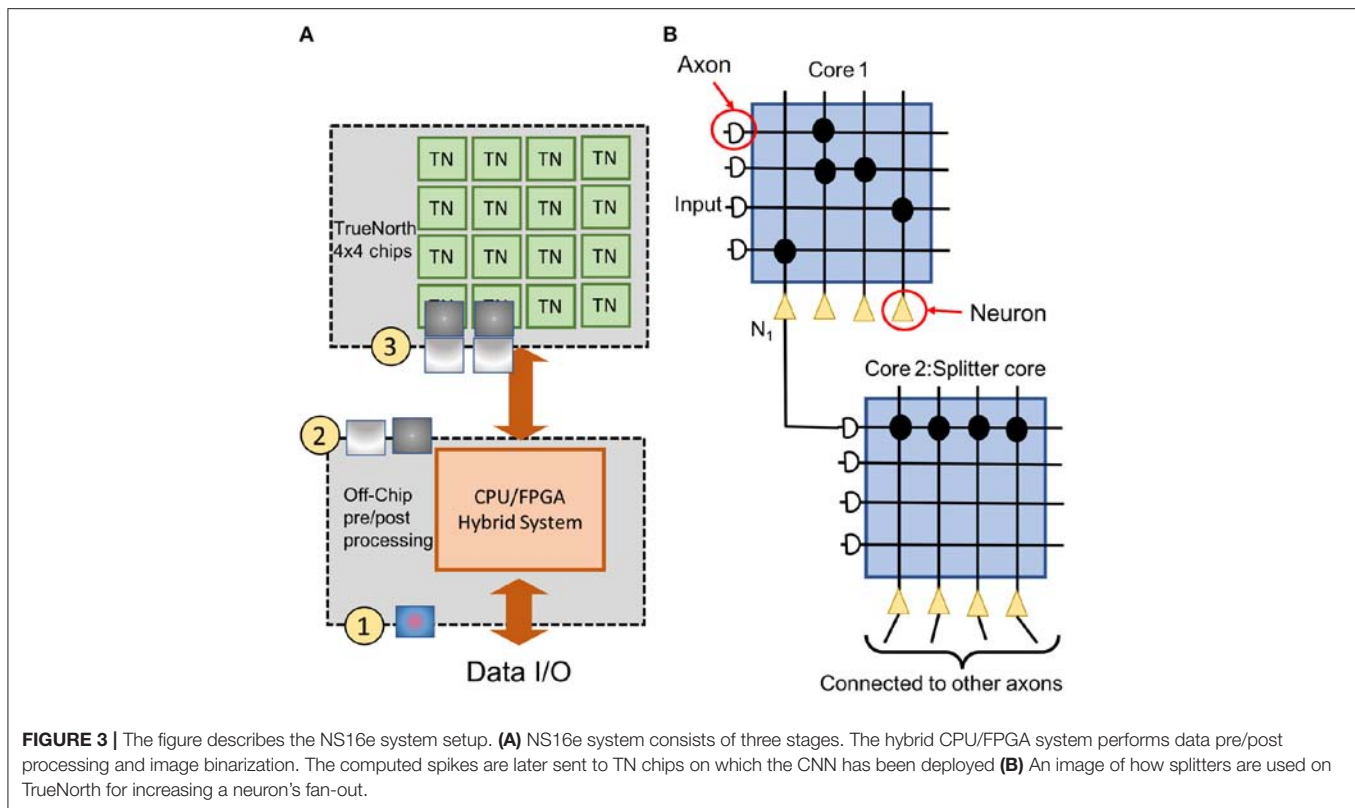 A
TN TN TN TN
TN TN TN TN
TrueNorth
4x4 chips
TN TN TN TN
TN TN
3
2
Off-Chip
pre/post
processing
CPU/FPGA
Hybrid System
1
Data I/O
B
Axon
Core 1
Input
N1
Neuron
Core 2:Splitter core
Connected to other axons
FIGURE 3 | The figure describes the NS16e system setup. (A) NS16e system consists of three stages. The hybrid CPU/FPGA system performs data pre/post
processing and image binarization. The computed spikes are later sent to TN chips on which the CNN has been deployed (B) An image of how splitters are used on
TrueNorth for increasing a neuron's fan-out.